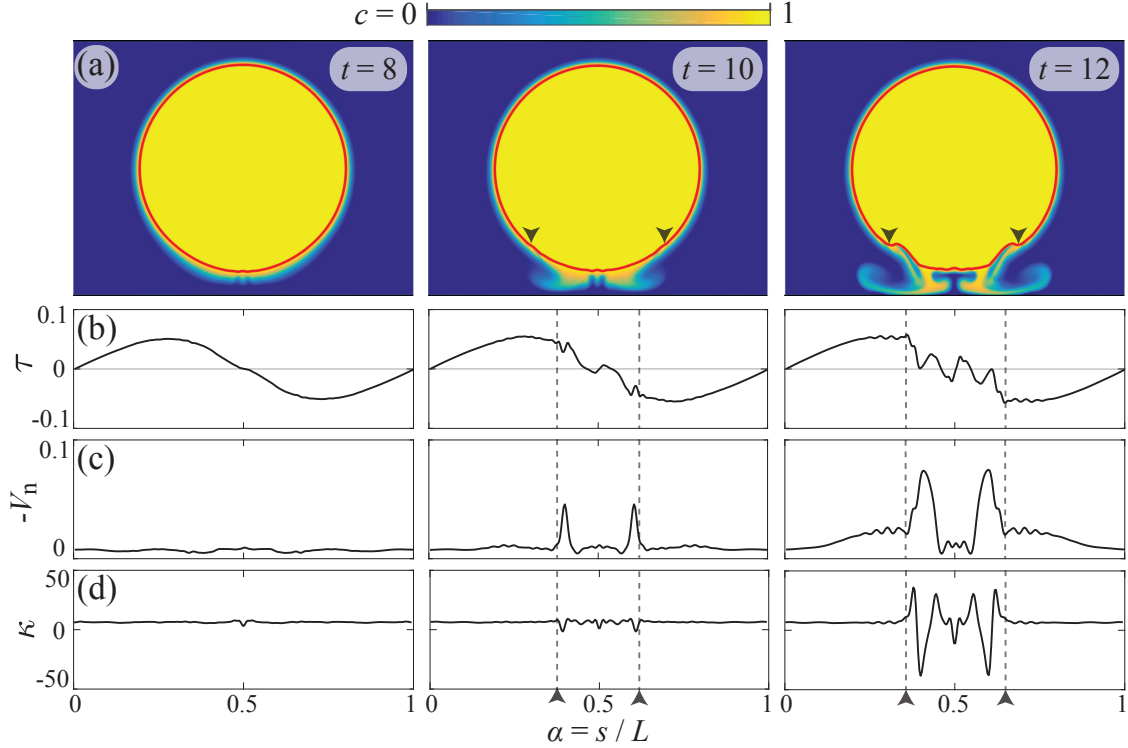 c = 0 1
(a) t = 8 t = 10 t = 12
(b) (c) (d)
τ 0.1 0 -0.1
-Vn 0.1 0
κ 50 0 -50
0 0.5 1 0.5 1 0 0.5 1
α = s / L